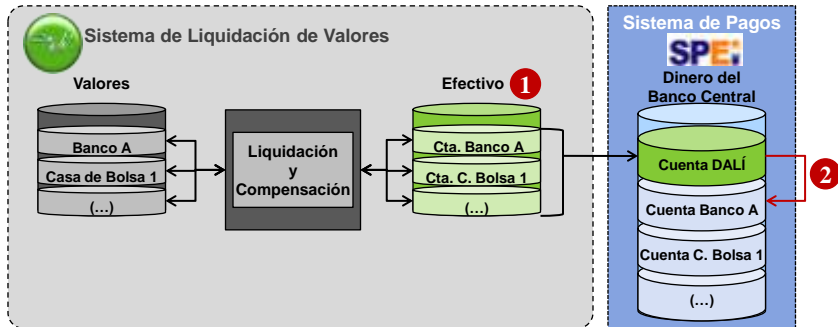 Sistema de Liquidación de Valores
Valores
Banco A
Casa de Bolsa 1
(...)
Liquidación
y
Compensación
Efectivo
1
Cta. Banco A
Cta. C. Bolsa 1
(...)
Sistema de Pagos
SPEi
Dinero del
Banco Central
Cuenta DALÍ
2
Cuenta Banco A
Cuenta C. Bolsa 1
(...)